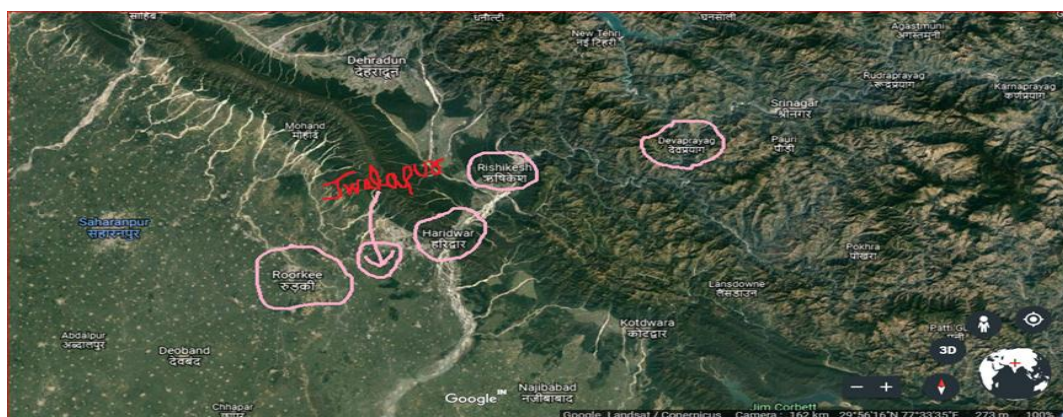 साहिब
धनौल्टी
घनसाली
New Tehri
नई टिहरी
Agastmuni
अगस्तमुनी
Dehradun
देहरादून
Rudraprayag
रूद्रप्रयाग
Karnaprayag
कर्णप्रयाग
Srinagar
श्रीनगर
Mohand
मोहांद
Devaprayag
देवप्रयाग
Pauri
पौड़ी
Jwalapur
Rishikesh
ऋषिकेश
Saharanpur
सहारनपुर
Haridwar
हरिद्वार
Pokhra
पोखरा
Roorkee
रुड़की
Lansdowne
लैंसडाउन
Kotdwara
कोटद्वार
Abdalpur
अब्दालपुर
Deoband
देवबंद
3D
Najibabad
नजीबाबाद
Google
Chhapar
Jim Corbett
Google, Landsat / Copernicus Camera: 162 km 29°56'16"N 77°33'35"E 273 m 100%